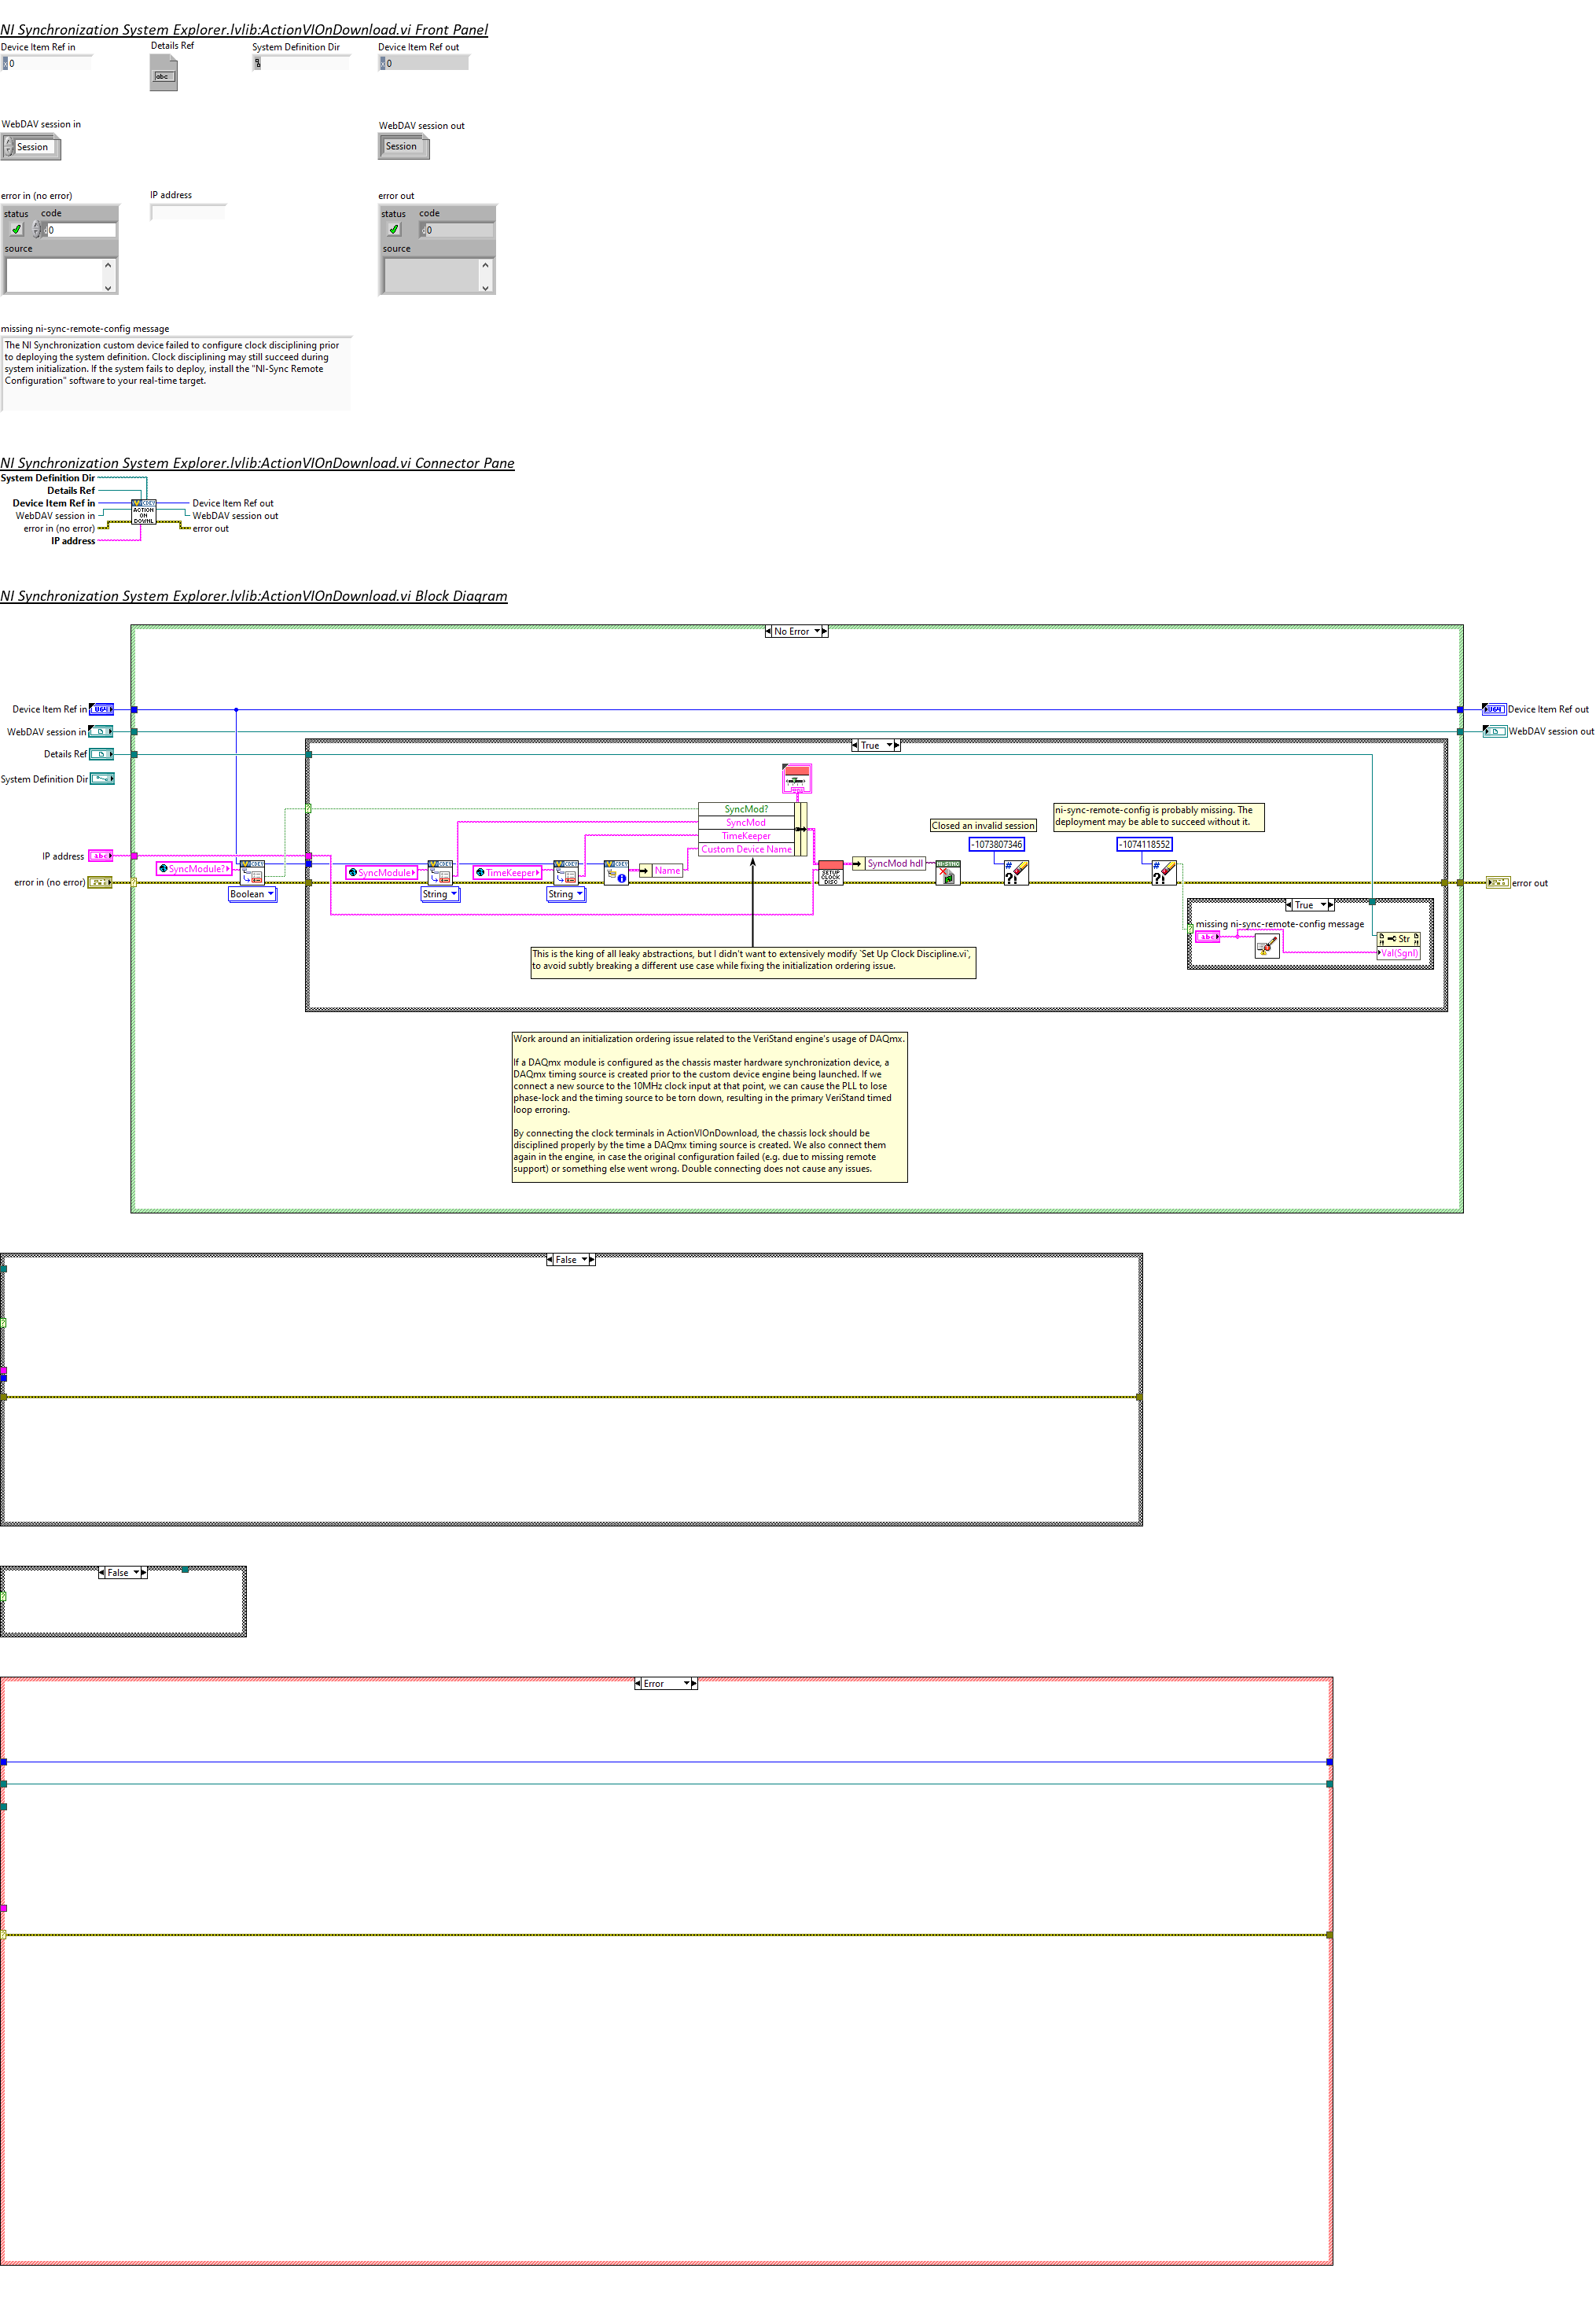 NI Synchronization System Explorer.lvlib:ActionVIOnDownload.vi Front Panel
Device Item Ref in
Details Ref
System Definition Dir
Device Item Ref out
x 0
abc
x 0
WebDAV session in
WebDAV session out
Session
Session
error in (no error)
IP address
error out
status code
status code
d 0
d 0
source
source
missing ni-sync-remote-config message
The NI Synchronization custom device failed to configure clock disciplining prior
to deploying the system definition. Clock disciplining may still succeed during
system initialization. If the system fails to deploy, install the "NI-Sync Remote
Configuration" software to your real-time target.
NI Synchronization System Explorer.lvlib:ActionVIOnDownload.vi Connector Pane
System Definition Dir
Details Ref
Device Item Ref in
Device Item Ref out
WebDAV session in
WebDAV session out
error in (no error)
error out
IP address
ACTION
ON
DOWNL
NI Synchronization System Explorer.lvlib:ActionVIOnDownload.vi Block Diagram
No Error
Device Item Ref in
U64
U64
Device Item Ref out
WebDAV session in
WebDAV session out
Details Ref
True
System Definition Dir
SyncMod?
SyncMod
TimeKeeper
Custom Device Name
Closed an invalid session
-1073807346
ni-sync-remote-config is probably missing. The
deployment may be able to succeed without it.
-1074118552
IP address
abc
SyncModule?
SyncModule
TimeKeeper
Name
SyncMod hdl
SETUP
CLOCK
DISC
error in (no error)
error out
Boolean
String
String
True
missing ni-sync-remote-config message
abc
Str
Val(Sgnl)
This is the king of all leaky abstractions, but I didn't want to extensively modify `Set Up Clock Discipline.vi`,
to avoid subtly breaking a different use case while fixing the initialization ordering issue.
Work around an initialization ordering issue related to the VeriStand engine's usage of DAQmx.
If a DAQmx module is configured as the chassis master hardware synchronization device, a
DAQmx timing source is created prior to the custom device engine being launched. If we
connect a new source to the 10MHz clock input at that point, we can cause the PLL to lose
phase-lock and the timing source to be torn down, resulting in the primary VeriStand timed
loop erroring.
By connecting the clock terminals in ActionVIOnDownload, the chassis lock should be
disciplined properly by the time a DAQmx timing source is created. We also connect them
again in the engine, in case the original configuration failed (e.g. due to missing remote
support) or something else went wrong. Double connecting does not cause any issues.
False
False
Error